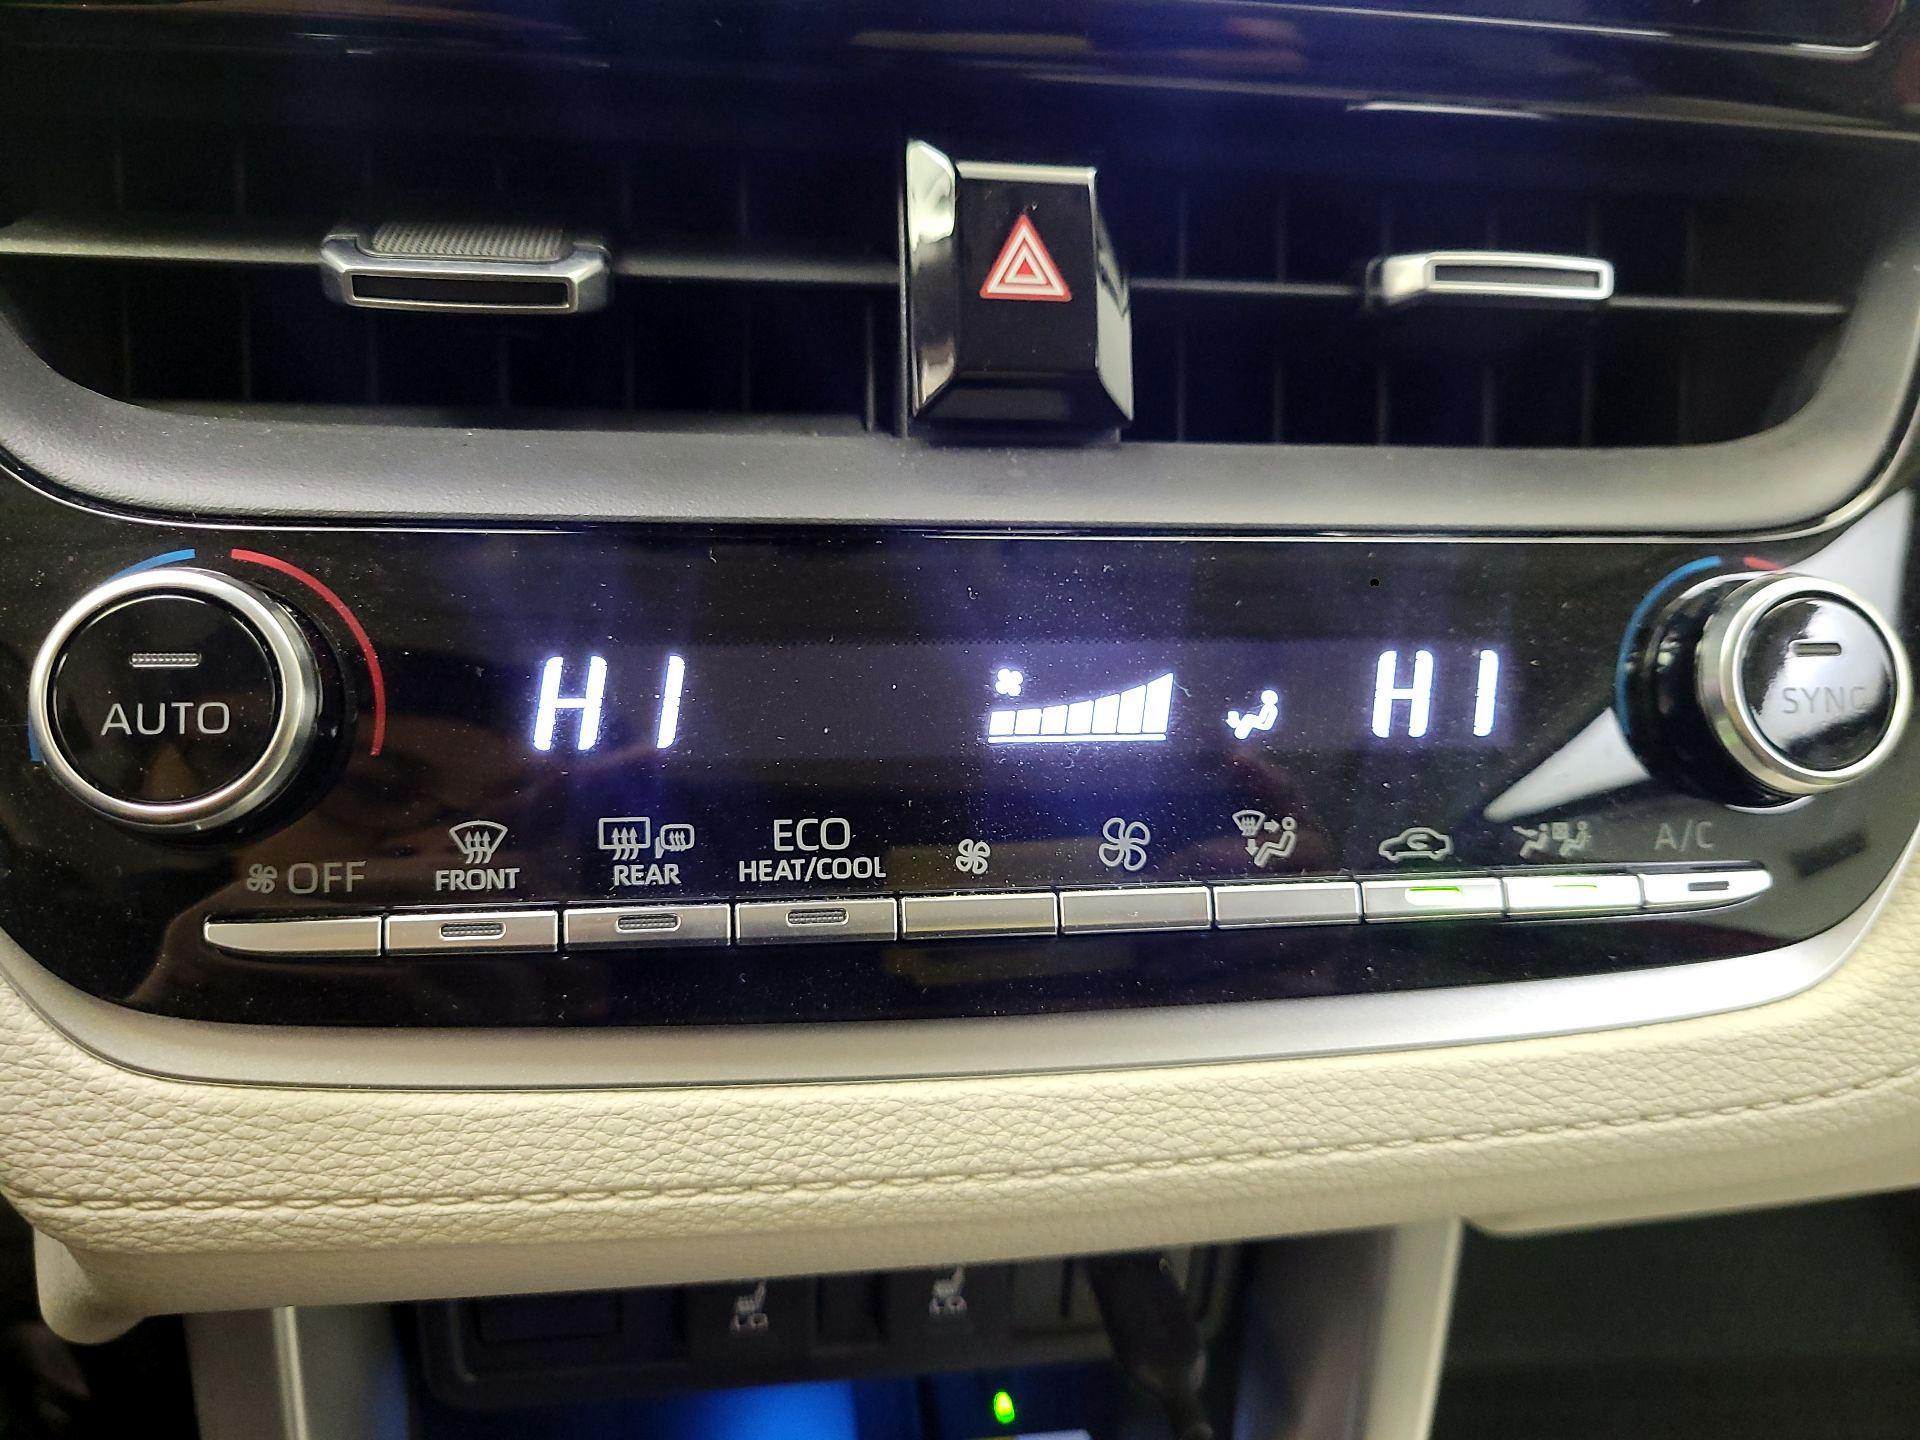 HI
HI
AUTO
SYNC
OFF
FRONT
REAR
ECO
HEAT/COOL
A/C